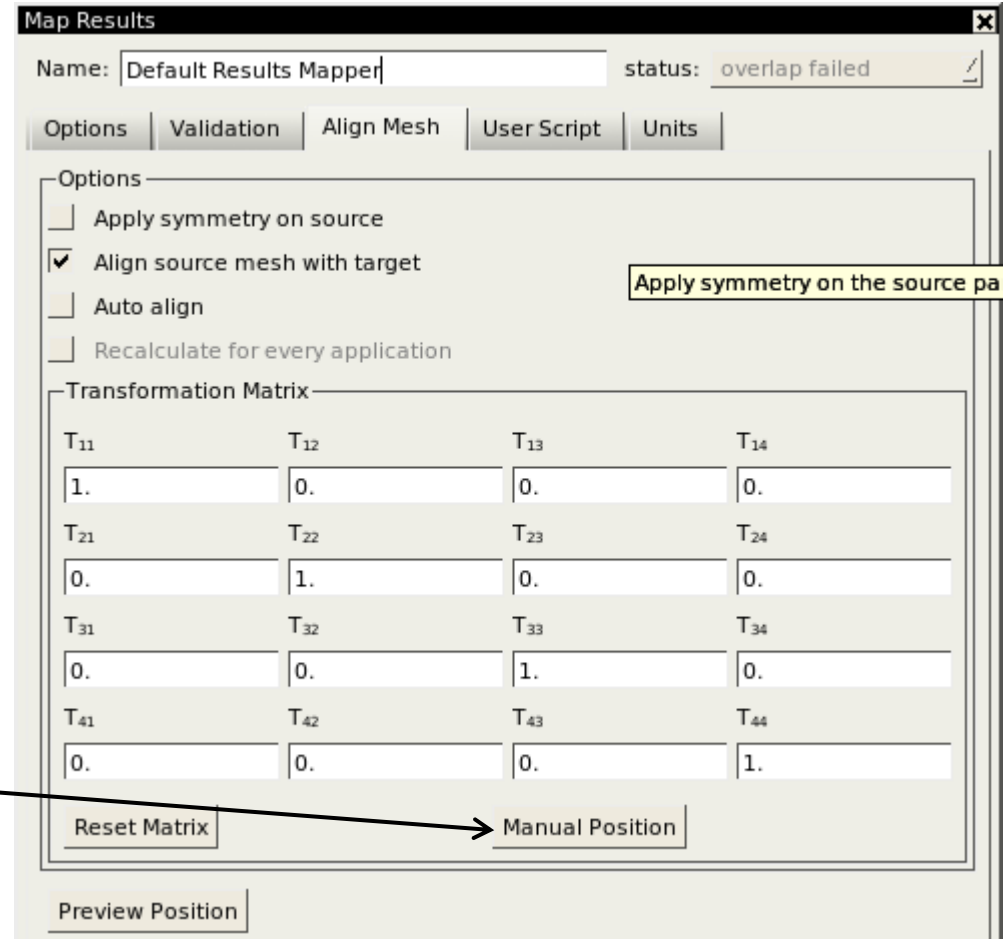 Map Results
Name: Default Results Mapper status: overlap failed
Options Validation Align Mesh User Script Units
Options
Apply symmetry on source
Align source mesh with target
Apply symmetry on the source pa
Auto align
Recalculate for every application
Transformation Matrix
T₁₁ T₁₂ T₁₃ T₁₄
1. 0. 0. 0.
T₂₁ T₂₂ T₂₃ T₂₄
0. 1. 0. 0.
T₃₁ T₃₂ T₃₃ T₃₄
0. 0. 1. 0.
T₄₁ T₄₂ T₄₃ T₄₄
0. 0. 0. 1.
Reset Matrix Manual Position
Preview Position